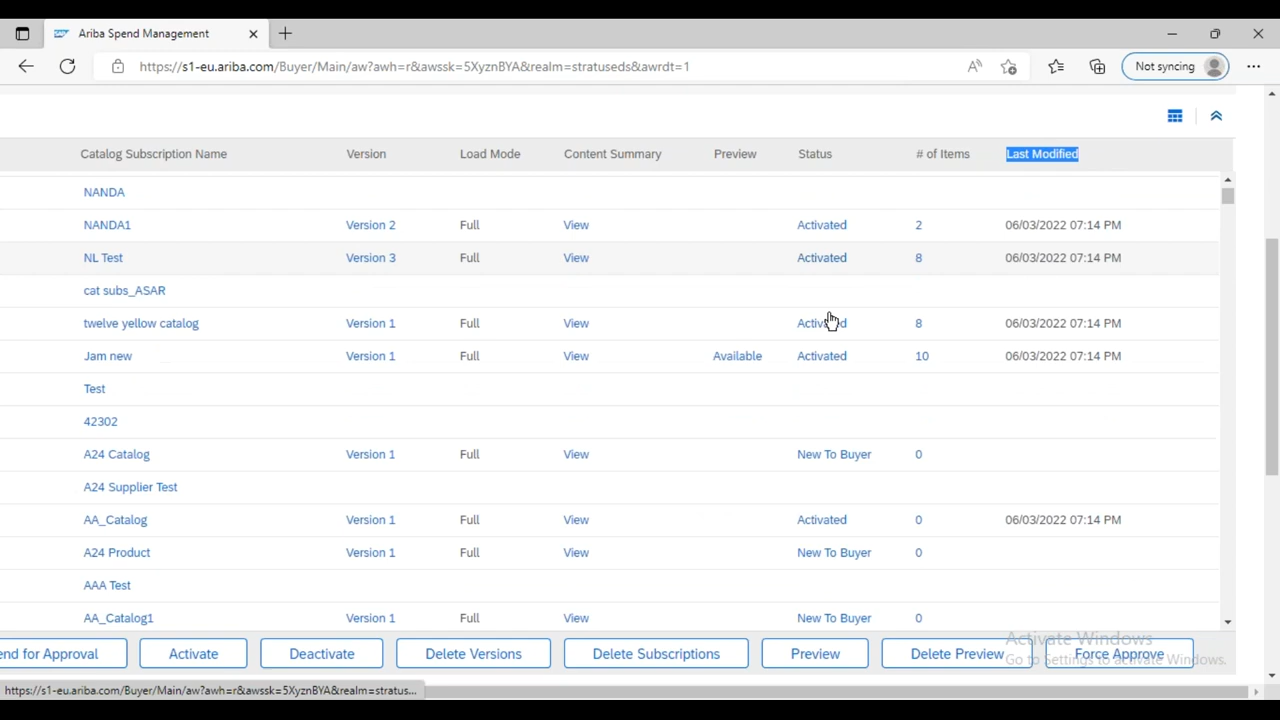 Ariba Spend Management
https://s1-eu.ariba.com/Buyer/Main/aw?awh=r&awssk=5XyznBYA&realm=stratuseds&awrdt=1
Not syncing
Catalog Subscription Name Version Load Mode Content Summary Preview Status # of Items Last Modified
NANDA
NANDA1 Version 2 Full View Activated 2 06/03/2022 07:14 PM
NL Test Version 3 Full View Activated 8 06/03/2022 07:14 PM
cat subs_ASAR
twelve yellow catalog Version 1 Full View Activated 8 06/03/2022 07:14 PM
Jam new Version 1 Full View Available Activated 10 06/03/2022 07:14 PM
Test
42302
A24 Catalog Version 1 Full View New To Buyer 0
A24 Supplier Test
AA_Catalog Version 1 Full View Activated 0 06/03/2022 07:14 PM
A24 Product Version 1 Full View New To Buyer 0
AAA Test
AA_Catalog1 Version 1 Full View New To Buyer 0
Activate Windows
end for Approval Activate Deactivate Delete Versions Delete Subscriptions Preview Delete Preview Force Approve
Go to Settings to activate Windows.
https://s1-eu.ariba.com/Buyer/Main/aw?awh=r&awssk=5XyznBYA&realm=stratus...